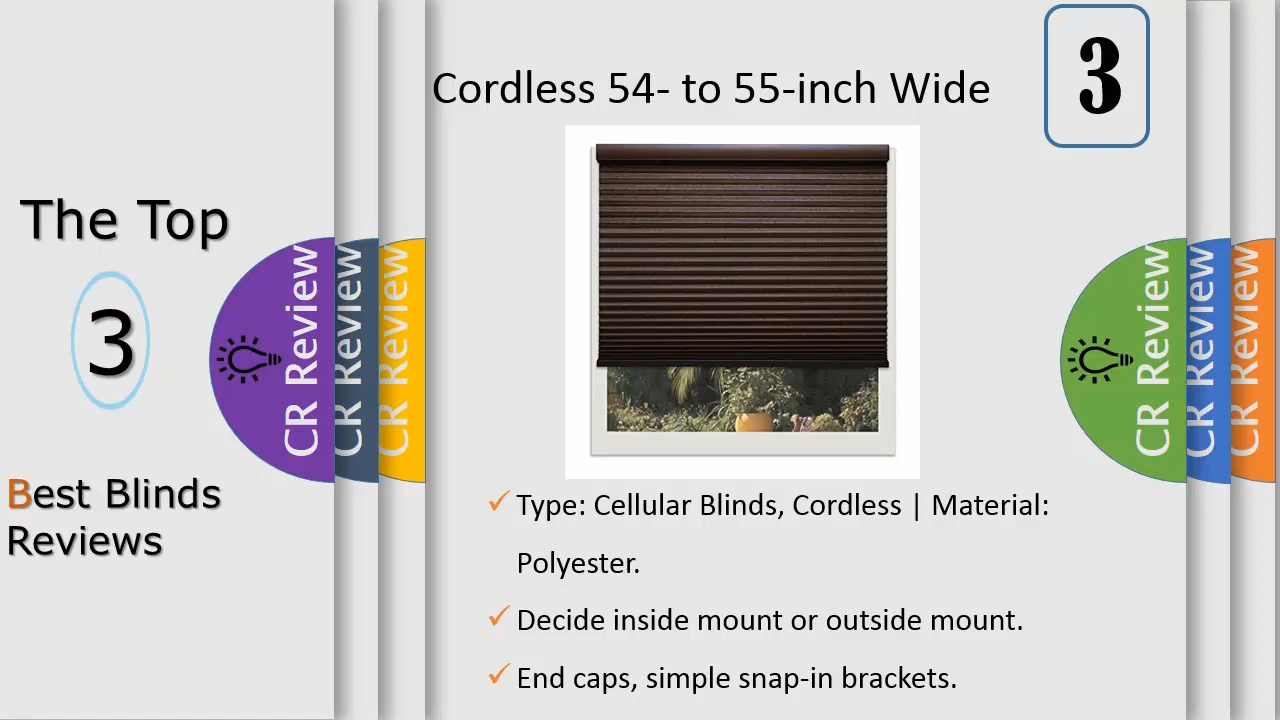 The Top
3
Best Blinds
Reviews
CR Review
CR Review
CR Review
Cordless 54- to 55-inch Wide
3
✓ Type: Cellular Blinds, Cordless | Material:
Polyester.
✓ Decide inside mount or outside mount.
✓ End caps, simple snap-in brackets.
CR Review
CR Review
CR Review